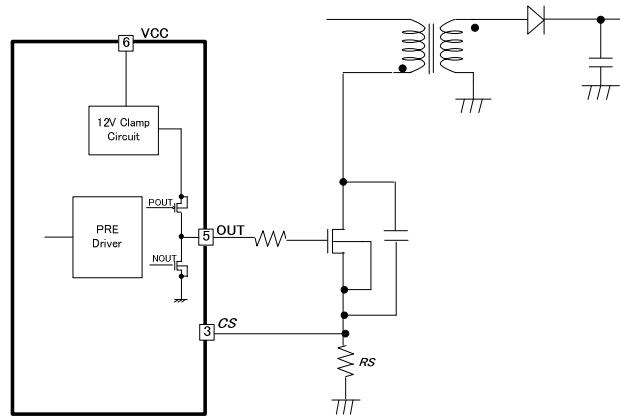 6
VCC
12V Clamp
Circuit
POUT
PRE
Driver
5
OUT
NOUT
3
CS
RS